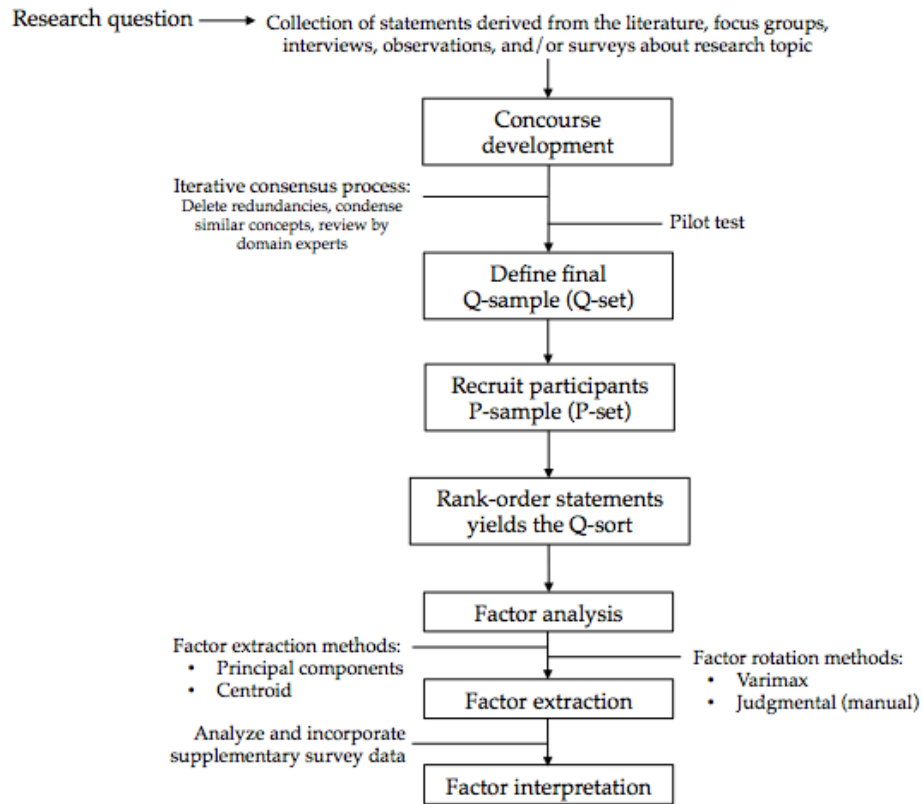 Research question
Collection of statements derived from the literature, focus groups,
interviews, observations, and/or surveys about research topic
Concourse
development
Iterative consensus process:
Delete redundancies, condense
similar concepts, review by
domain experts
Pilot test
Define final
Q-sample (Q-set)
Recruit participants
P-sample (P-set)
Rank-order statements
yields the Q-sort
Factor analysis
Factor extraction methods:
• Principal components
• Centroid
Factor rotation methods:
• Varimax
• Judgmental (manual)
Factor extraction
Analyze and incorporate
supplementary survey data
Factor interpretation